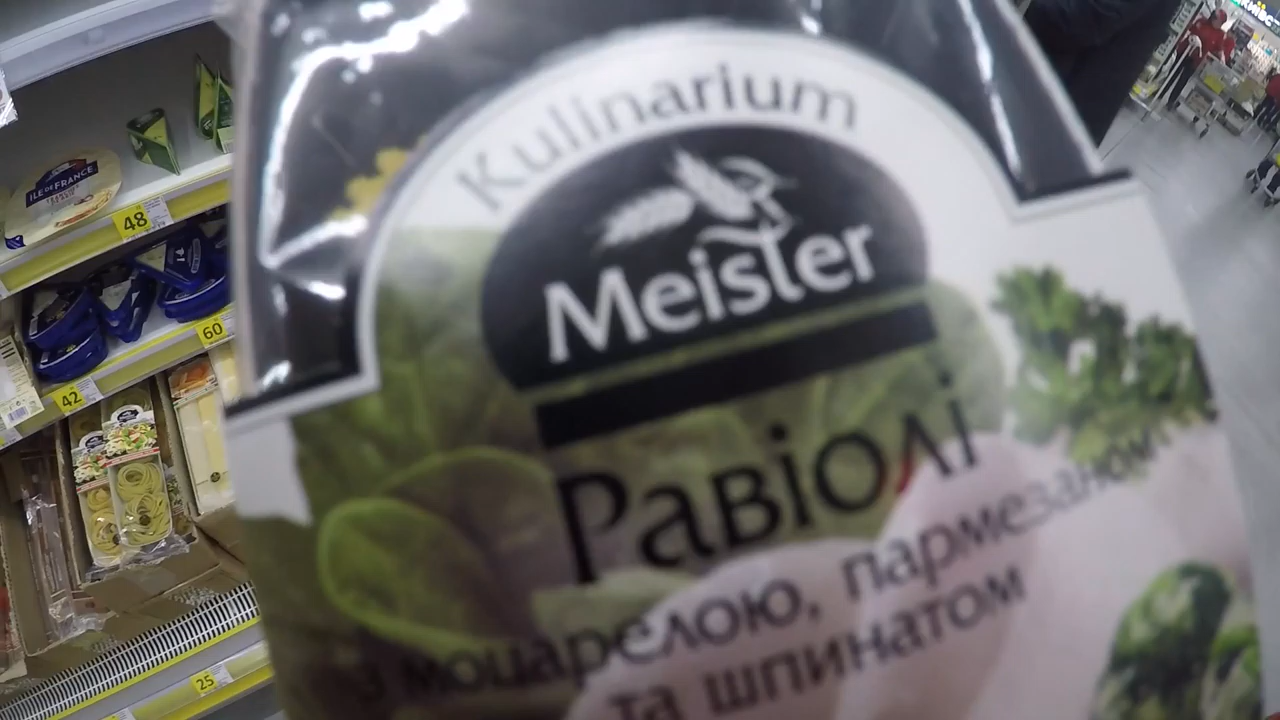 Kulinarium
Meister
Равіолі
з моцарелою, пармезаном
та шпинатом
ILE DE FRANCE
48
60
42
25